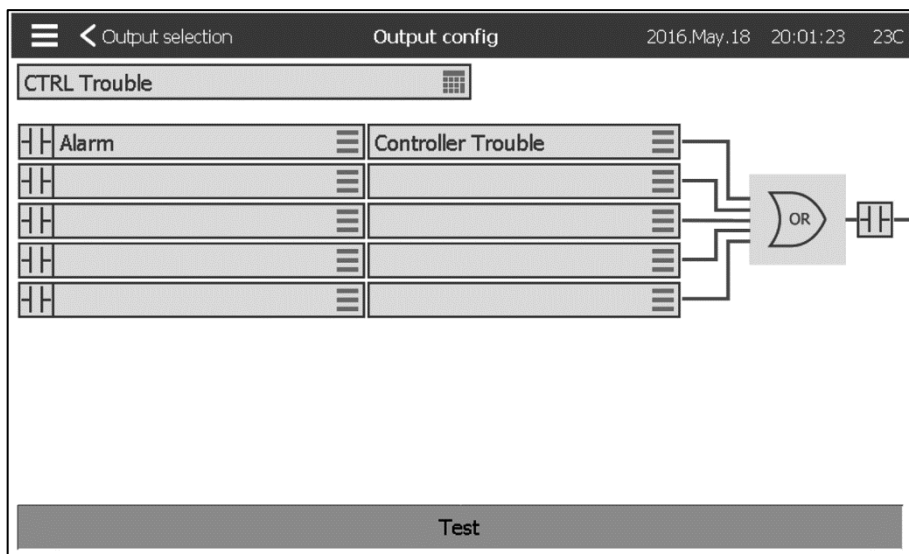 Output selection Output config 2016.May.18 20:01:23 23C
CTRL Trouble
Alarm Controller Trouble
OR
Test